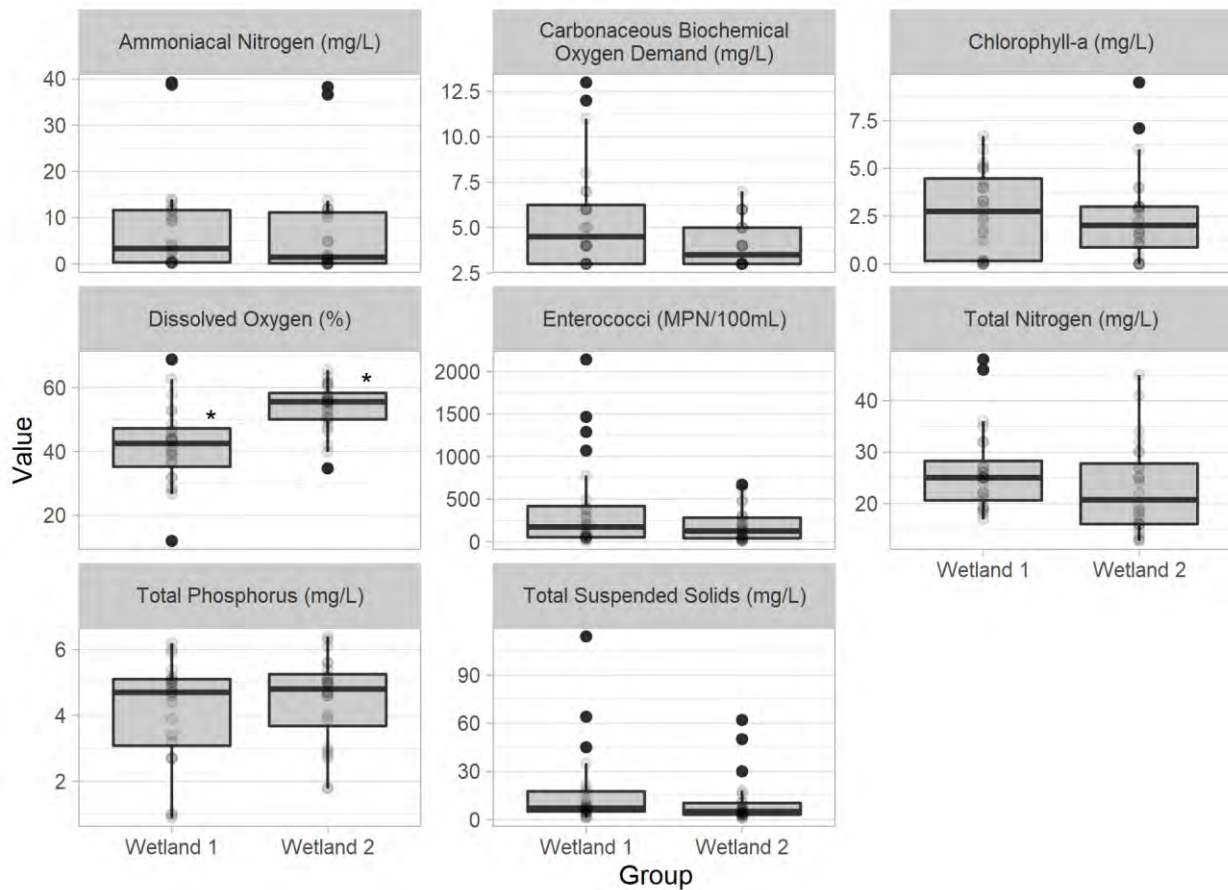 Ammoniacal Nitrogen (mg/L)
Carbonaceous Biochemical
Oxygen Demand (mg/L)
Chlorophyll-a (mg/L)
40
30
20
10
0
12.5
10.0
7.5
5.0
2.5
7.5
5.0
2.5
0.0
Dissolved Oxygen (%)
Enterococci (MPN/100mL)
Total Nitrogen (mg/L)
60
40
20
*
*
2000
1500
1000
500
0
40
30
20
Wetland 1
Wetland 2
Total Phosphorus (mg/L)
Total Suspended Solids (mg/L)
6
4
2
90
60
30
0
Wetland 1
Wetland 2
Wetland 1
Wetland 2
Value
Group